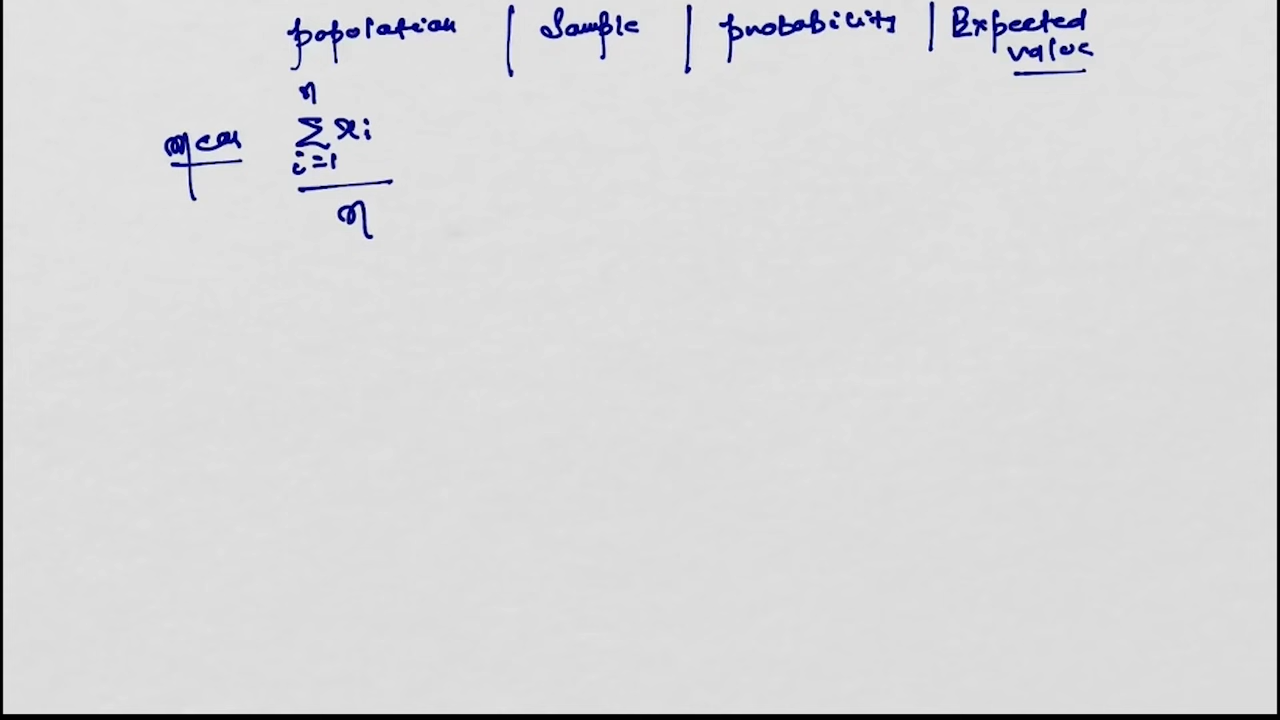 population | Sample | probability | Expected
value
n
mean Σ xi
i=1
n